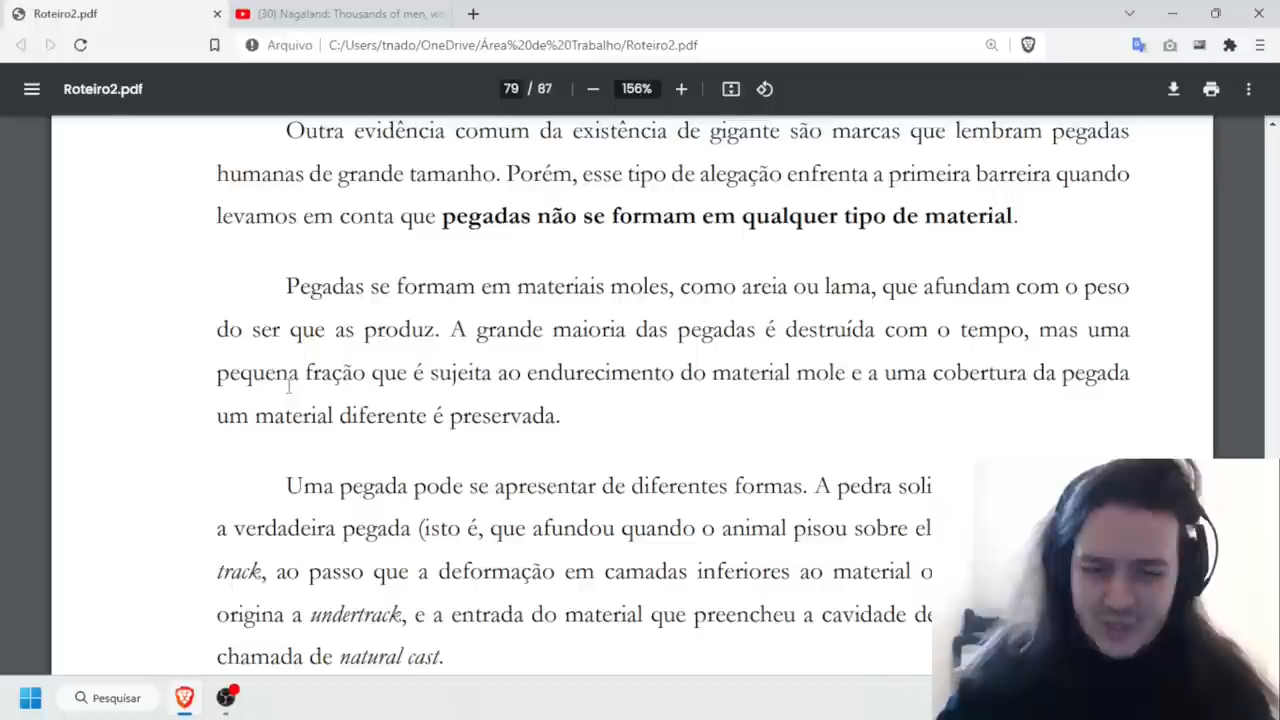 Roteiro2.pdf
(30) Nagaland: Thousands of men, w
Arquivo
C:/Users/tnado/OneDrive/Área%20de%20Trabalho/Roteiro2.pdf
Roteiro2.pdf
79 / 87
156%
Outra evidência comum da existência de gigante são marcas que lembram pegadas
humanas de grande tamanho. Porém, esse tipo de alegação enfrenta a primeira barreira quando
levamos em conta que pegadas não se formam em qualquer tipo de material.
Pegadas se formam em materiais moles, como areia ou lama, que afundam com o peso
do ser que as produz. A grande maioria das pegadas é destruída com o tempo, mas uma
pequena fração que é sujeita ao endurecimento do material mole e a uma cobertura da pegada
um material diferente é preservada.
Uma pegada pode se apresentar de diferentes formas. A pedra soli
a verdadeira pegada (isto é, que afundou quando o animal pisou sobre el
track, ao passo que a deformação em camadas inferiores ao material o
origina a undertrack, e a entrada do material que preencheu a cavidade de
chamada de natural cast.
Pesquisar